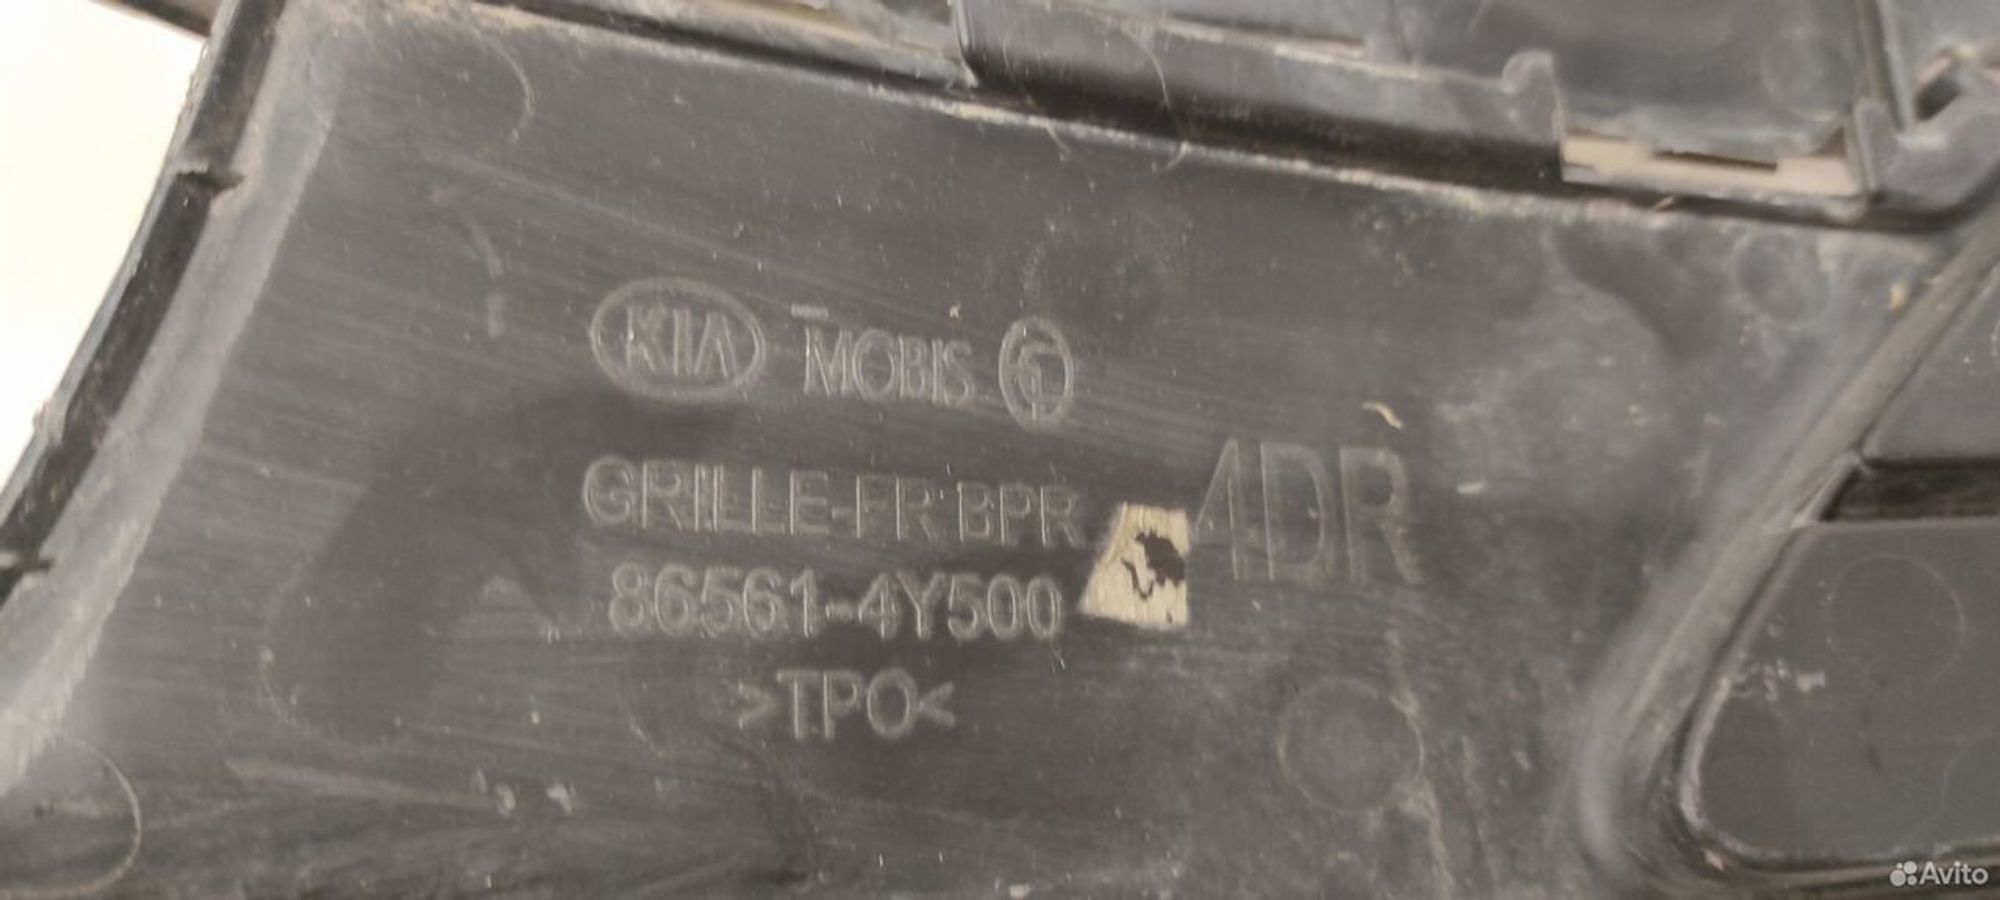 KIA MOBIS
GRILLE-FR BPR
4DR
86561-4Y500
>TPO<
Avito